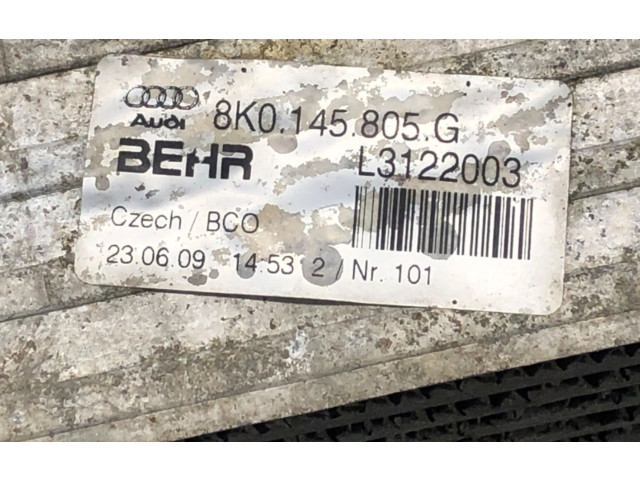 AUDI 8K0.145.805.G
BEHR L3122003
Czech / BCO
23.06.09 14:53 2 / Nr. 101